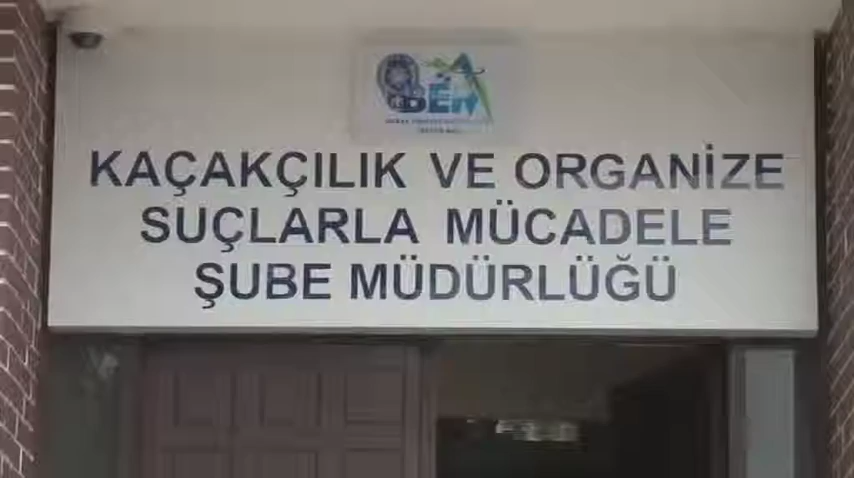 KAÇAKÇILIK VE ORGANİZE
SUÇLARLA MÜCADELE
ŞUBE MÜDÜRLÜĞÜ